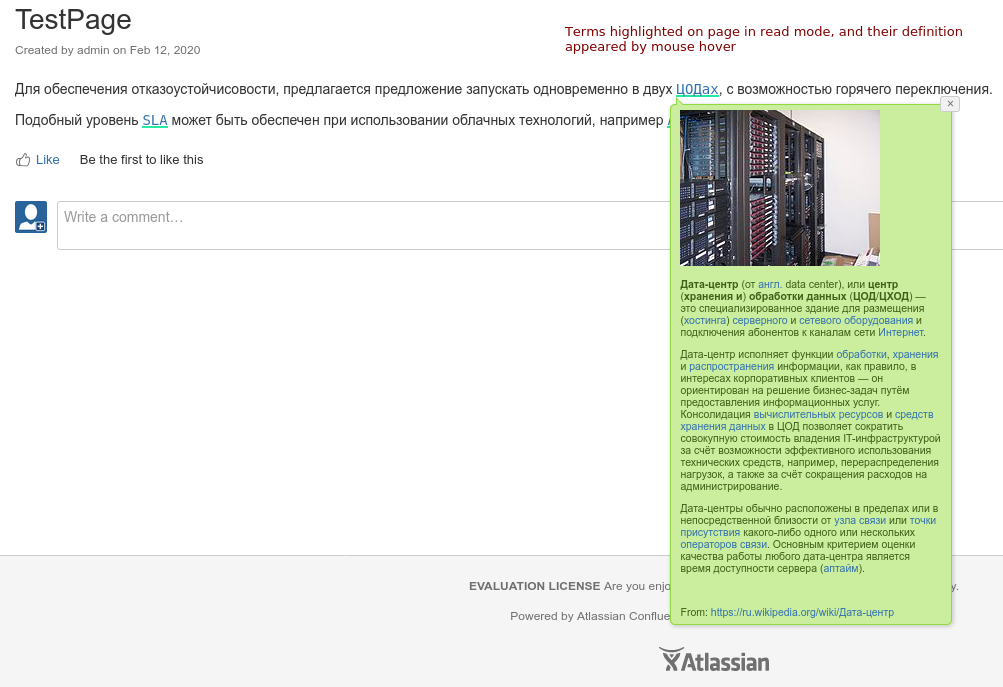 TestPage
Created by admin on Feb 12, 2020
Terms highlighted on page in read mode, and their definition
appeared by mouse hover
Для обеспечения отказоустойчисовости, предлагается предложение запускать одновременно в двух ЦОДах, с возможностью горячего переключения.
Подобный уровень SLA может быть обеспечен при использовании облачных технологий, например
Like Be the first to like this
Write a comment…
×
Дата-центр (от англ. data center), или центр
(хранения и) обработки данных (ЦОД/ЦХОД) —
это специализированное здание для размещения
(хостинга) серверного и сетевого оборудования и
подключения абонентов к каналам сети Интернет.
Дата-центр исполняет функции обработки, хранения
и распространения информации, как правило, в
интересах корпоративных клиентов — он
ориентирован на решение бизнес-задач путём
предоставления информационных услуг.
Консолидация вычислительных ресурсов и средств
хранения данных в ЦОД позволяет сократить
совокупную стоимость владения IT-инфраструктурой
за счёт возможности эффективного использования
технических средств, например, перераспределения
нагрузок, а также за счёт сокращения расходов на
администрирование.
Дата-центры обычно расположены в пределах или в
непосредственной близости от узла связи или точки
присутствия какого-либо одного или нескольких
операторов связи. Основным критерием оценки
качества работы любого дата-центра является
время доступности сервера (аптайм).
From: https://ru.wikipedia.org/wiki/Дата-центр
EVALUATION LICENSE Are you enjo y.
Powered by Atlassian Conflue
Atlassian